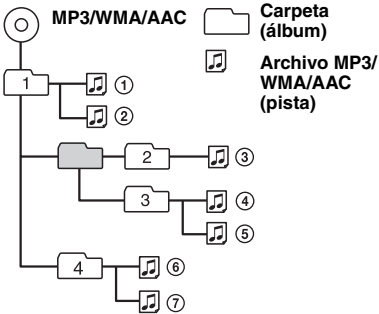 MP3/WMA/AAC
Carpeta
(álbum)
Archivo MP3/
WMA/AAC
(pista)
1
①
②
2
③
3
④
⑤
4
⑥
⑦